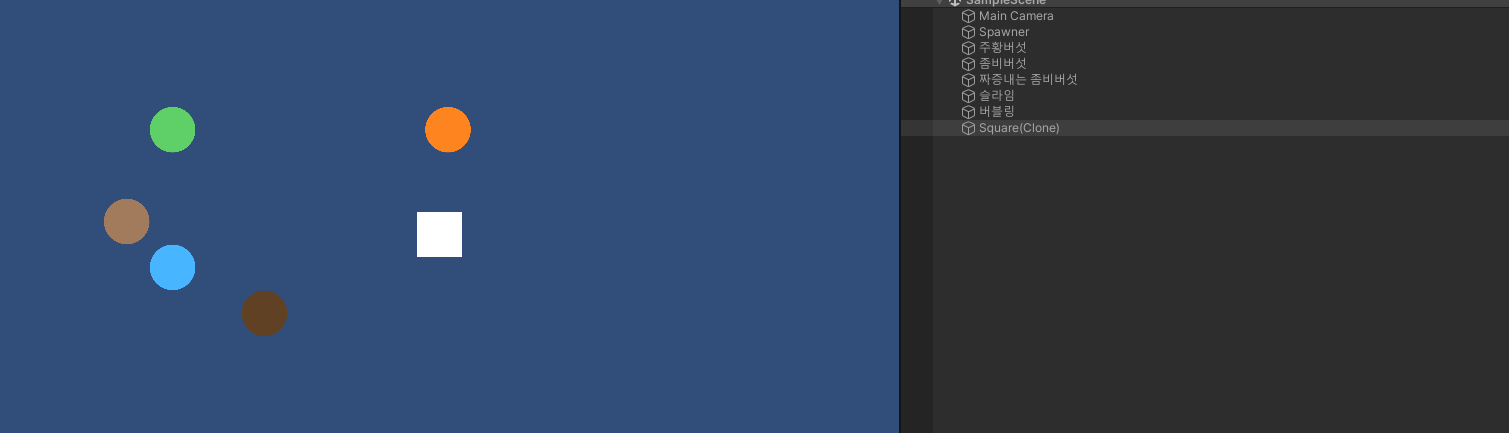 SampleScene
Main Camera
Spawner
주황버섯
좀비버섯
짜증내는 좀비버섯
슬라임
버블링
Square(Clone)